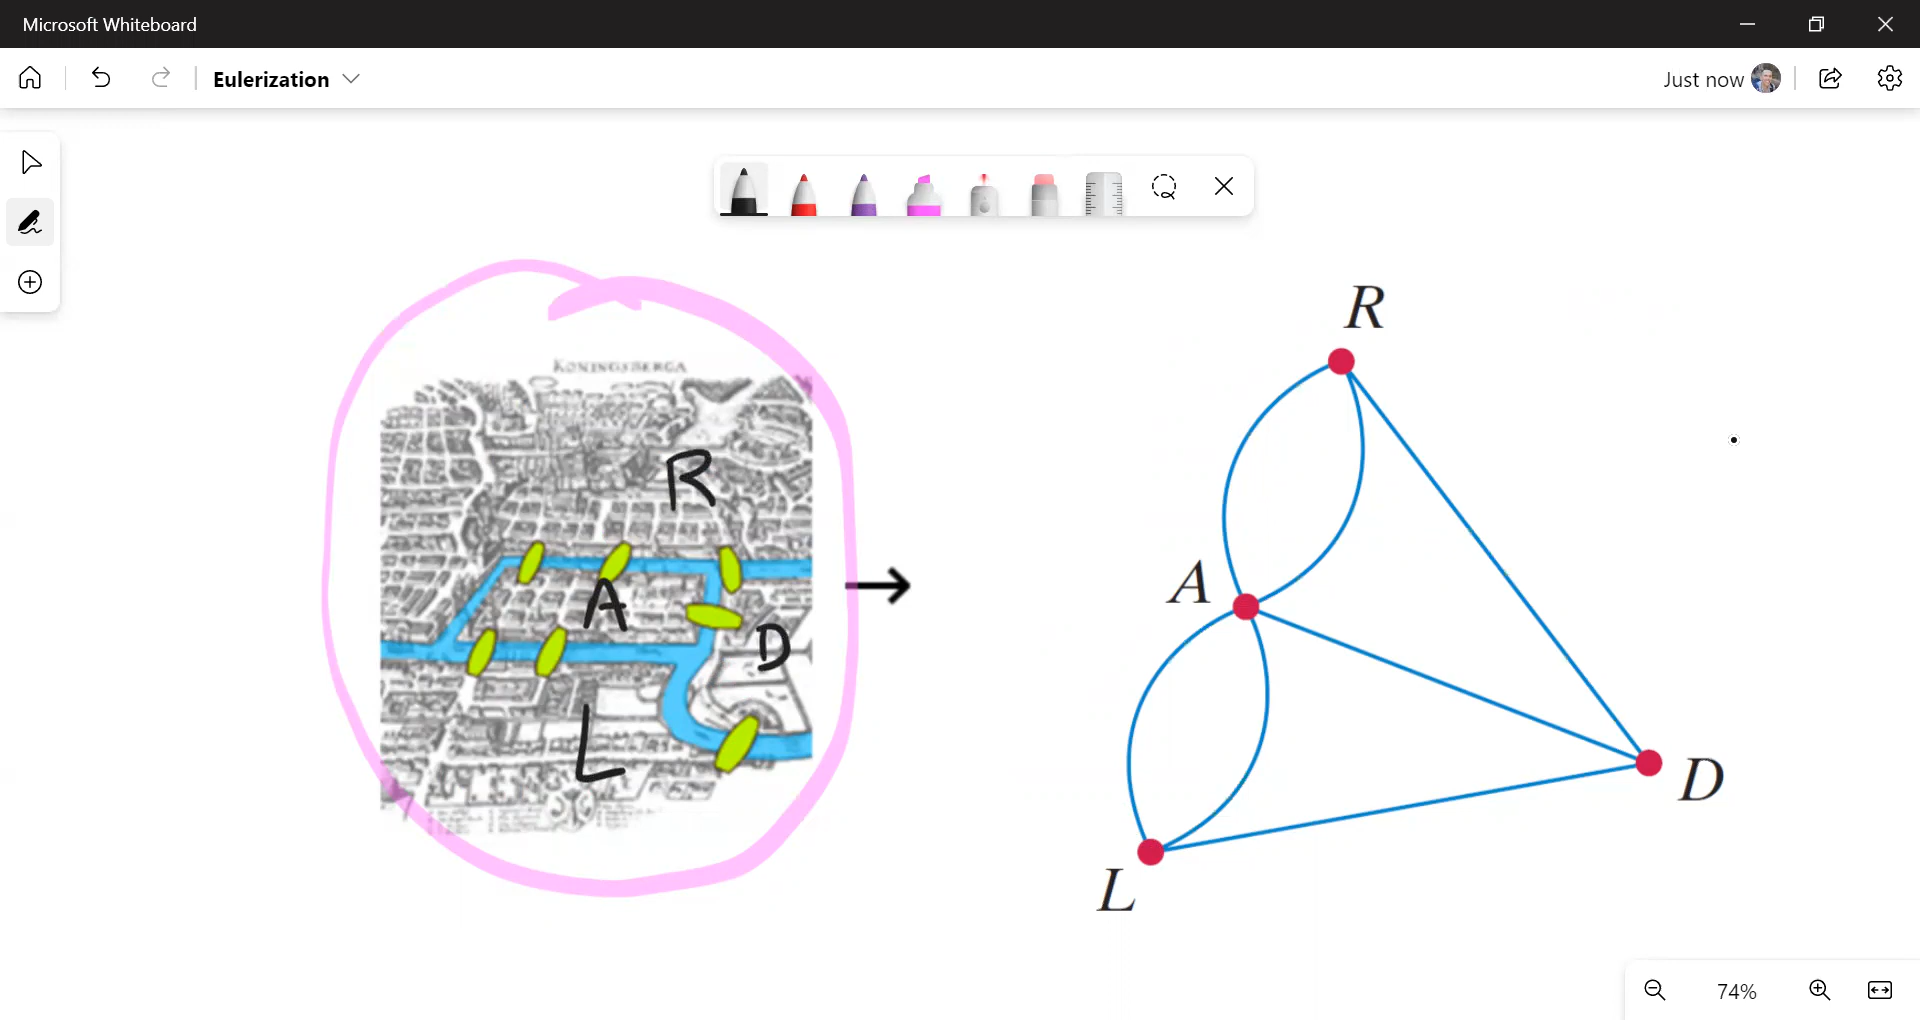 Microsoft Whiteboard
Eulerization
Just now
KONINGSBERGA
R
A
D
L
R
A
D
L
74%